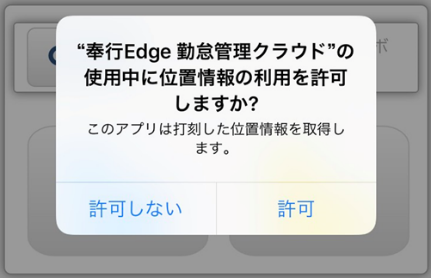 “奉行Edge 勤怠管理クラウド”の
使用中に位置情報の利用を許可
しますか?
このアプリは打刻した位置情報を取得し
ます。
許可しない
許可